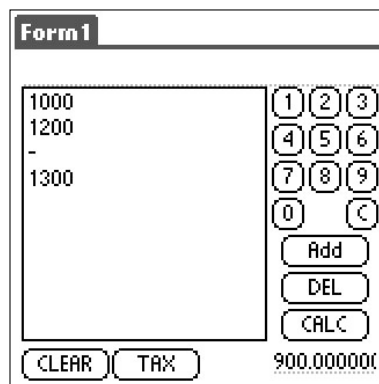 Form1
1000
1200
-
1300
1 2 3
4 5 6
7 8 9
0 C
Add
DEL
CALC
CLEAR TAX 900.000000